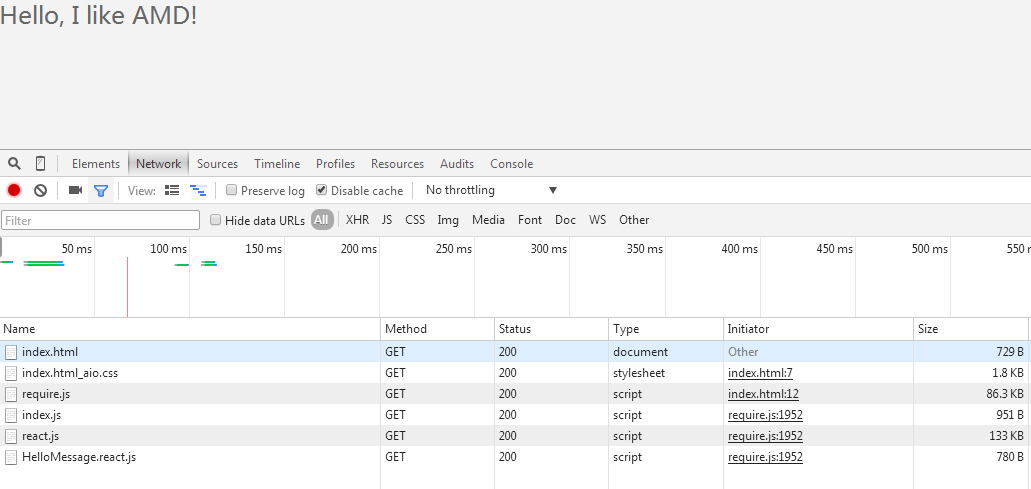 Hello, I like AMD!
Elements Network Sources Timeline Profiles Resources Audits Console
View: Preserve log Disable cache No throttling ▼
Filter Hide data URLs All XHR JS CSS Img Media Font Doc WS Other
50 ms 100 ms 150 ms 200 ms 250 ms 300 ms 350 ms 400 ms 450 ms 500 ms 550 m
Name Method Status Type Initiator Size
index.html GET 200 document Other 729 B
index.html_aio.css GET 200 stylesheet index.html:7 1.8 KB
require.js GET 200 script index.html:12 86.3 KB
index.js GET 200 script require.js:1952 951 B
react.js GET 200 script require.js:1952 133 KB
HelloMessage.react.js GET 200 script require.js:1952 780 B